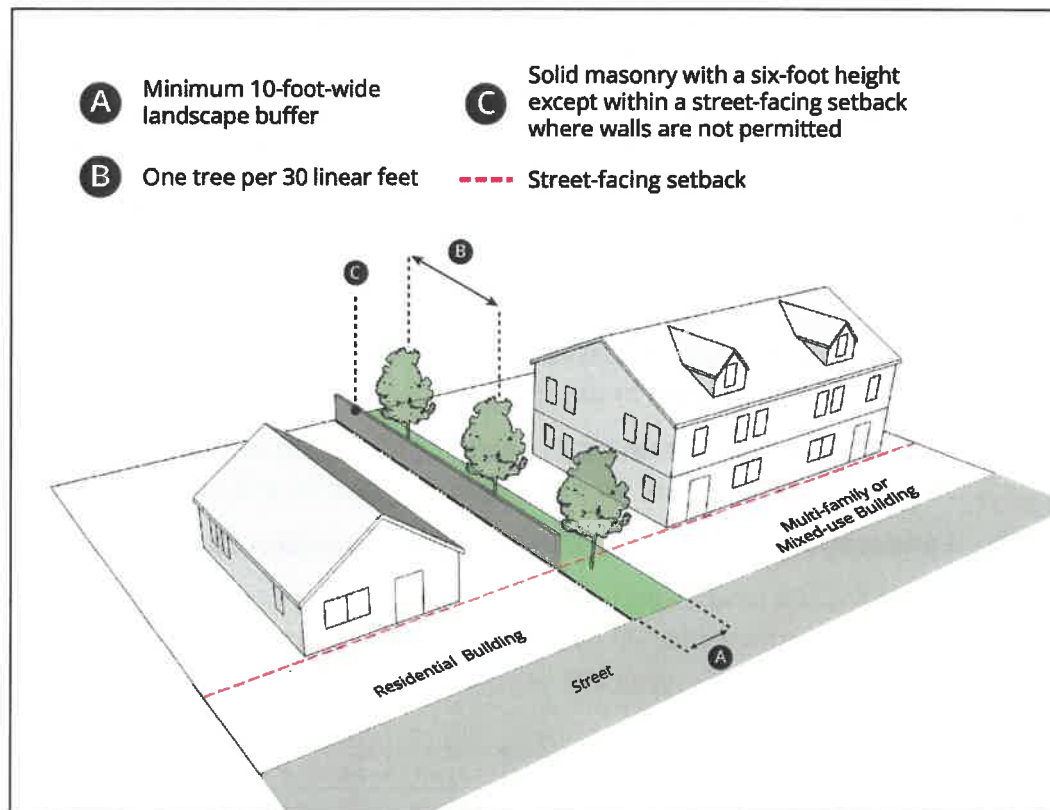 A
Minimum 10-foot-wide
landscape buffer
B
One tree per 30 linear feet
C
Solid masonry with a six-foot height
except within a street-facing setback
where walls are not permitted
Street-facing setback
B
C
Multi-family or
Mixed-use Building
Residential Building
Street
A